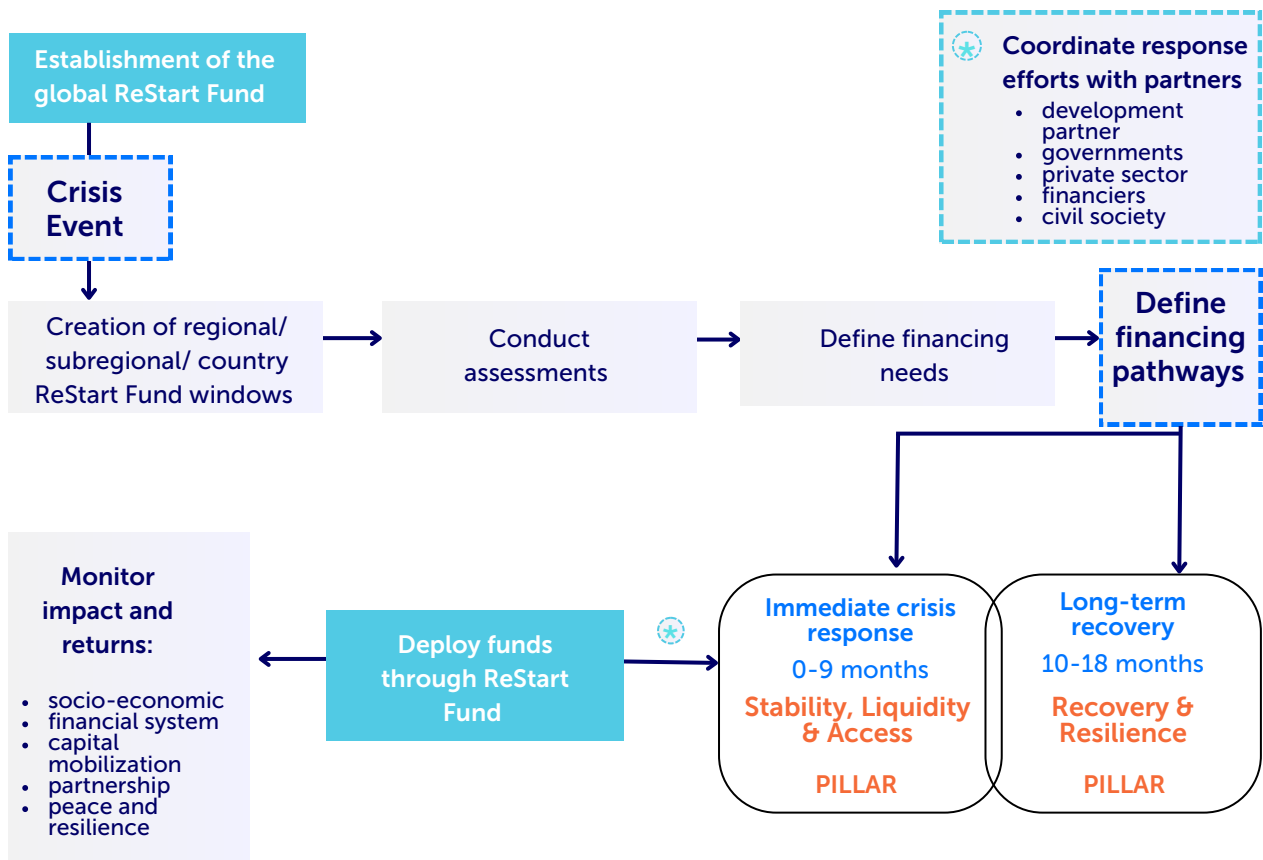 Establishment of the
global ReStart Fund
* Coordinate response
efforts with partners
• development
partner
• governments
• private sector
• financiers
• civil society
Crisis
Event
Creation of regional/
subregional/ country
ReStart Fund windows
Conduct
assessments
Define financing
needs
Define
financing
pathways
Immediate crisis
response
0-9 months
Stability, Liquidity
& Access
PILLAR
Long-term
recovery
10-18 months
Recovery &
Resilience
PILLAR
*
Deploy funds
through ReStart
Fund
Monitor
impact and
returns:
• socio-economic
• financial system
• capital
mobilization
• partnership
• peace and
resilience